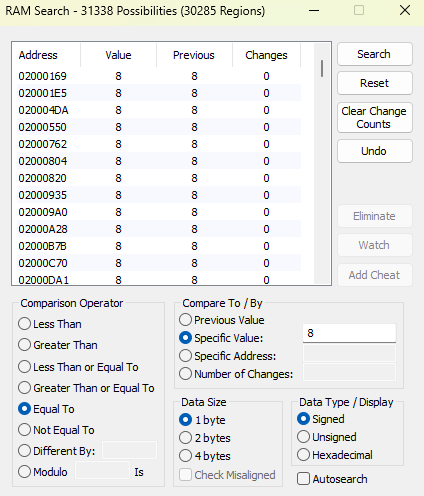 RAM Search - 31338 Possibilities (30285 Regions)
Address Value Previous Changes
02000169 8 8 0
020001E5 8 8 0
020004DA 8 8 0
02000550 8 8 0
02000762 8 8 0
02000804 8 8 0
02000820 8 8 0
02000935 8 8 0
020009A0 8 8 0
02000A28 8 8 0
02000B7B 8 8 0
02000C70 8 8 0
02000DA1 8 8 0
Search
Reset
Clear Change
Counts
Undo
Eliminate
Watch
Add Cheat
Comparison Operator
Less Than
Greater Than
Less Than or Equal To
Greater Than or Equal To
Equal To
Not Equal To
Different By:
Modulo Is
Compare To / By
Previous Value
Specific Value: 8
Specific Address:
Number of Changes:
Data Size
1 byte
2 bytes
4 bytes
Check Misaligned
Data Type / Display
Signed
Unsigned
Hexadecimal
Autosearch